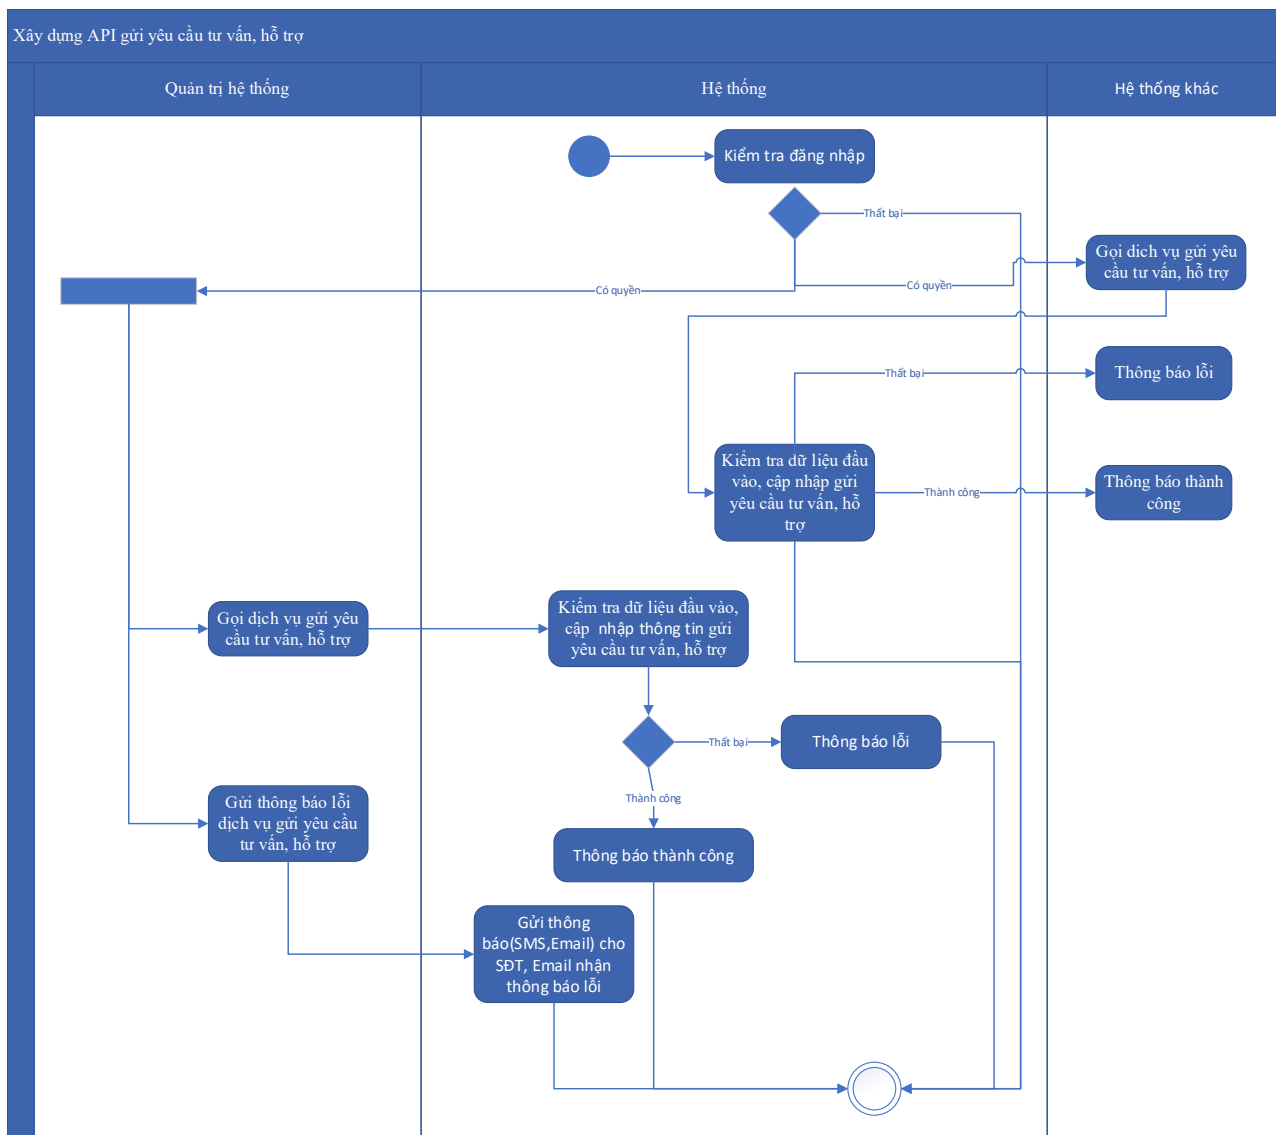 Xây dựng API gửi yêu cầu tư vấn, hỗ trợ
Quản trị hệ thống
Hệ thống
Hệ thống khác
Kiểm tra đăng nhập
Thất bại
Gọi dich vụ gửi yêu
cầu tư vấn, hỗ trợ
Có quyền
Có quyền
Thất bại
Thông báo lỗi
Kiểm tra dữ liệu đầu
vào, cập nhập gửi
yêu cầu tư vấn, hỗ
trợ
Thành công
Thông báo thành
công
Gọi dịch vụ gửi yêu
cầu tư vấn, hỗ trợ
Kiểm tra dữ liệu đầu vào,
cập nhập thông tin gửi
yêu cầu tư vấn, hỗ trợ
Thất bại
Thông báo lỗi
Thành công
Gửi thông báo lỗi
dịch vụ gửi yêu cầu
tư vấn, hỗ trợ
Thông báo thành công
Gửi thông
báo(SMS,Email) cho
SĐT, Email nhận
thông báo lỗi